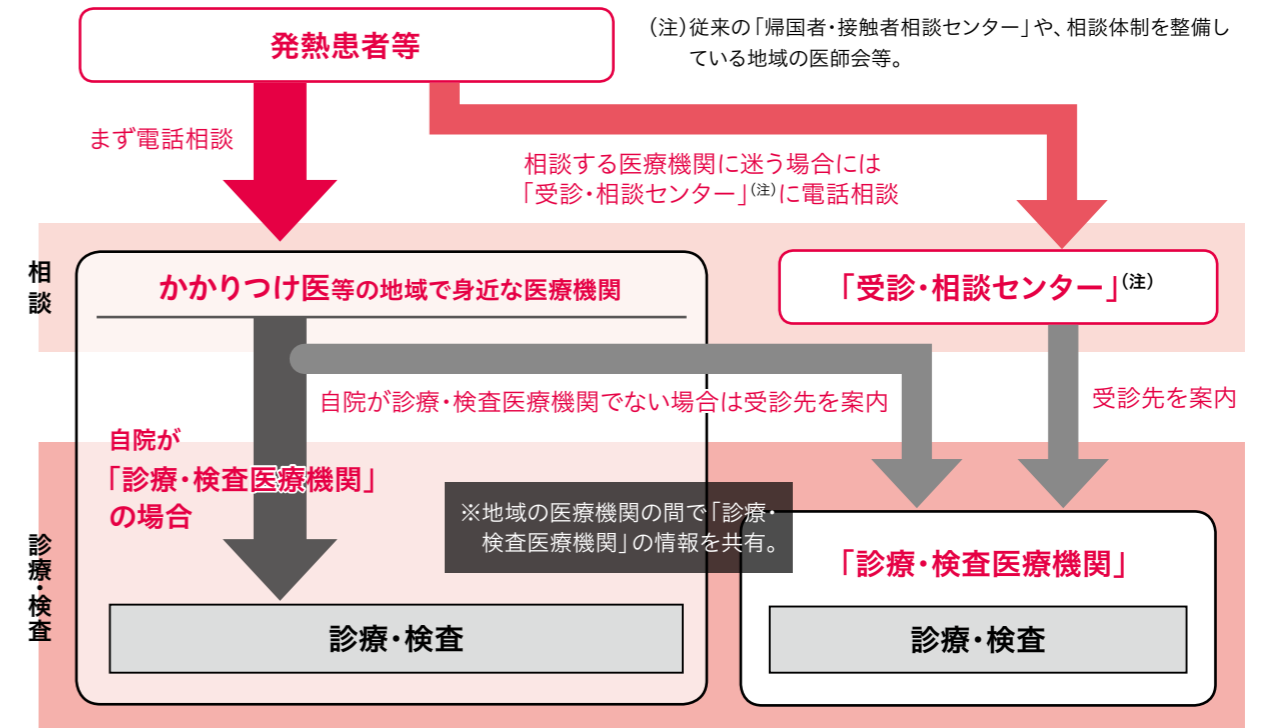 発熱患者等
（注）従来の「帰国者・接触者相談センター」や、相談体制を整備し
ている地域の医師会等。
まず電話相談
相談する医療機関に迷う場合には
「受診・相談センター」（注）に電話相談
相談
かかりつけ医等の地域で身近な医療機関
「受診・相談センター」（注）
自院が診療・検査医療機関でない場合は受診先を案内
受診先を案内
自院が
「診療・検査医療機関」
の場合
※地域の医療機関の間で「診療・
検査医療機関」の情報を共有。
診療・検査
「診療・検査医療機関」
診療・検査
診療・検査